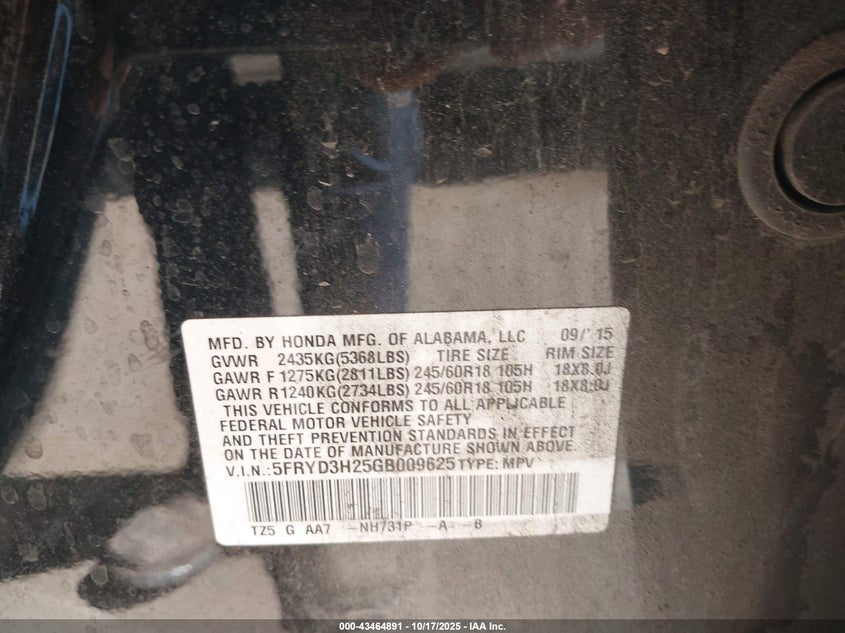 MFD. BY HONDA MFG. OF ALABAMA, LLC 09/'15
GVWR 2435KG(5368LBS) TIRE SIZE RIM SIZE
GAWR F 1275KG(2811LBS) 245/60R18 105H 18X8.0J
GAWR R 1240KG(2734LBS) 245/60R18 105H 18X8.0J
THIS VEHICLE CONFORMS TO ALL APPLICABLE
FEDERAL MOTOR VEHICLE SAFETY
AND THEFT PREVENTION STANDARDS IN EFFECT
ON THE DATE OF MANUFACTURE SHOWN ABOVE.
V.I.N.: 5FRYD3H25GB009625 TYPE: MPV
TZ5 G AA7 -NH731P -A -B
000-43464891 - 10/17/2025 - IAA Inc.